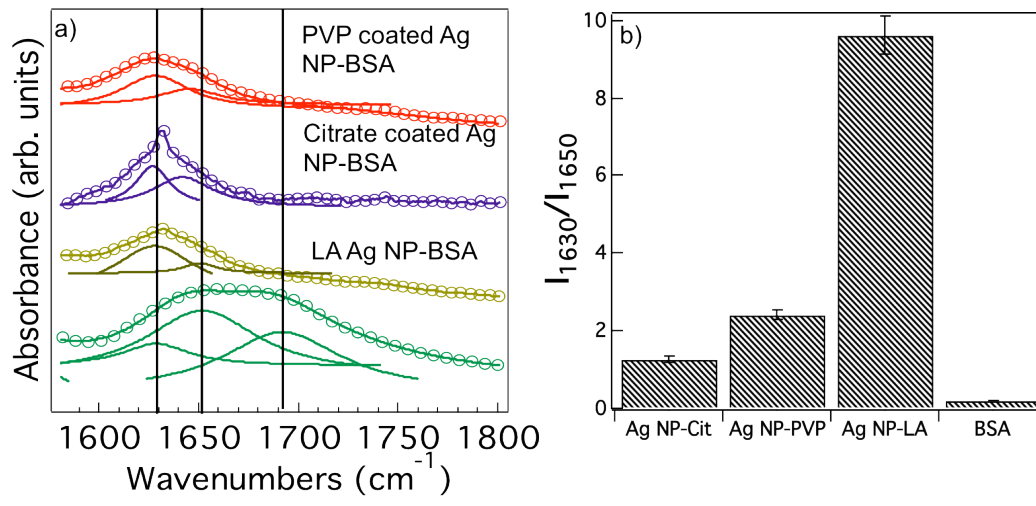 a)
PVP coated Ag
NP-BSA
Citrate coated Ag
NP-BSA
LA Ag NP-BSA
Absorbance (arb. units)
1600 1650 1700 1750 1800
Wavenumbers (cm⁻¹)
b)
I₁₆₃₀/I₁₆₅₀
10
8
6
4
2
0
Ag NP-Cit Ag NP-PVP Ag NP-LA BSA